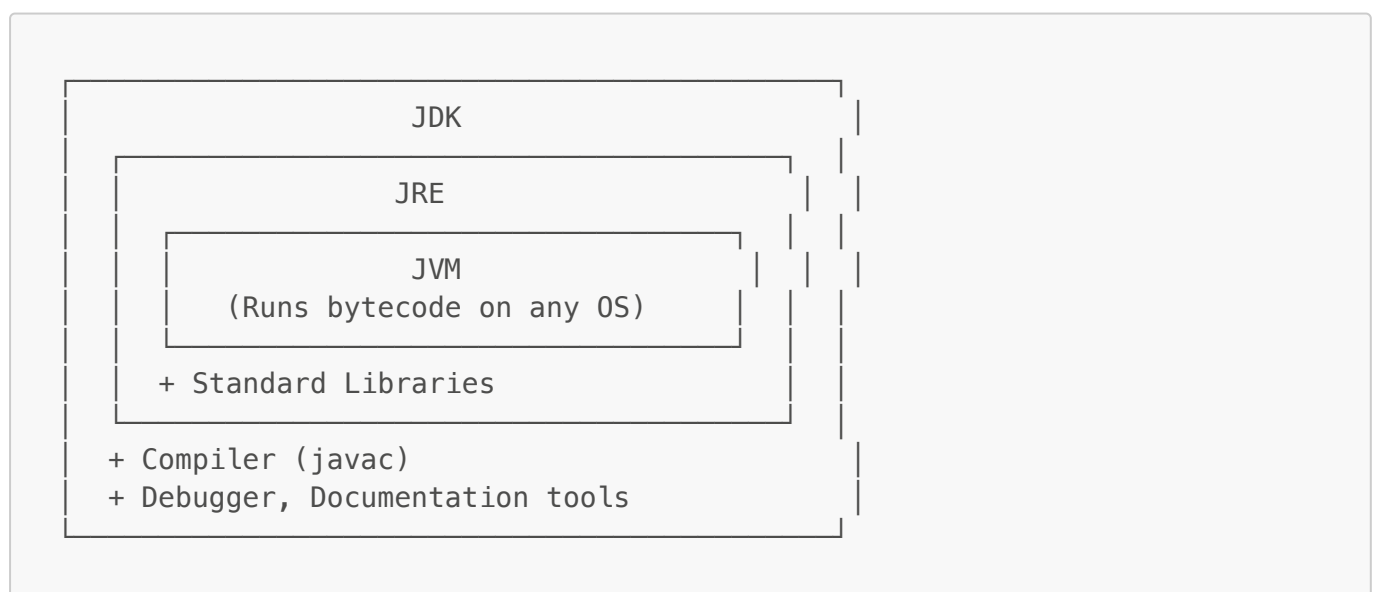 JDK
JRE
JVM
(Runs bytecode on any OS)
+ Standard Libraries
+ Compiler (javac)
+ Debugger, Documentation tools